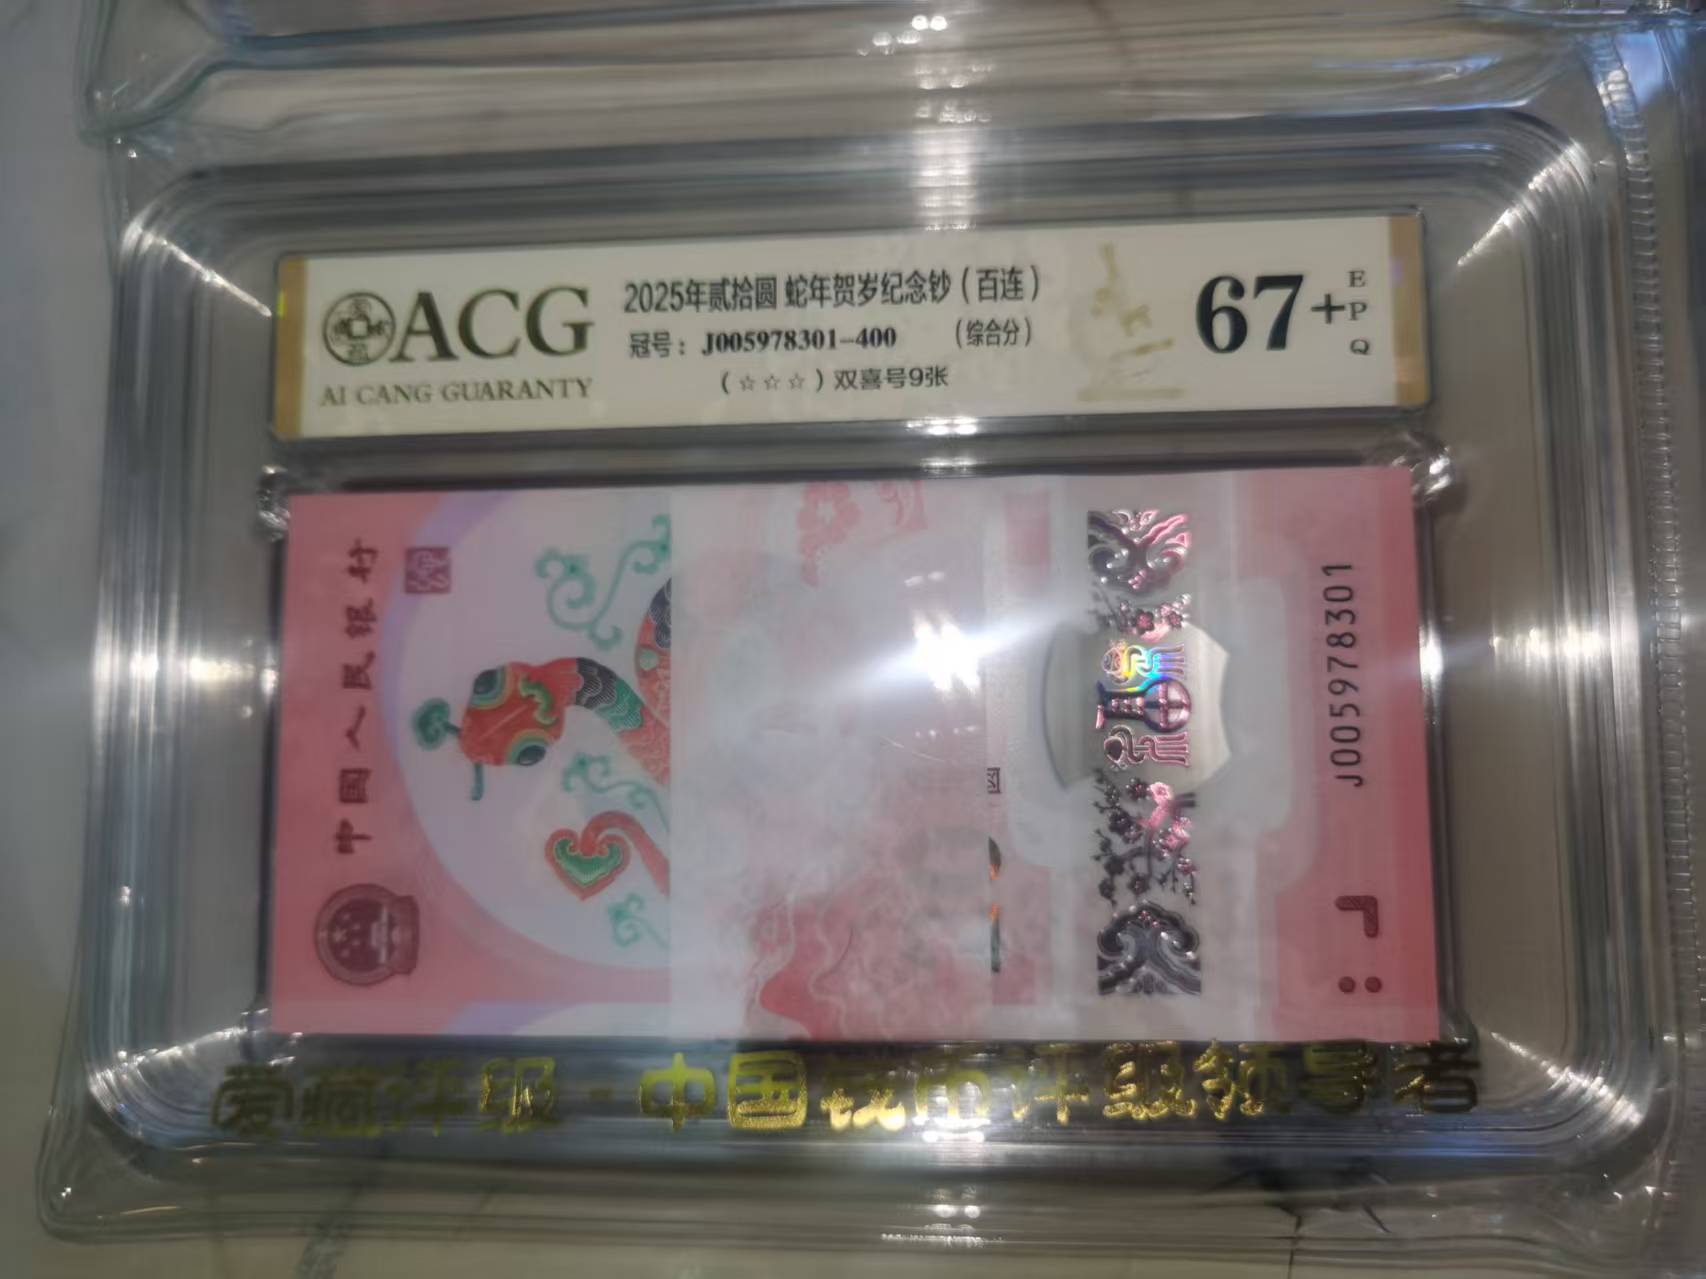 ACG
AI CANG GUARANTY
2025年贰拾圆 蛇年贺岁纪念钞（百连）
冠号：J005978301-400 （综合分）
（☆☆☆）双喜号9张
67+
EPQ
中国人民银行
J005978301
爱藏评级·中国钱币评级领导者